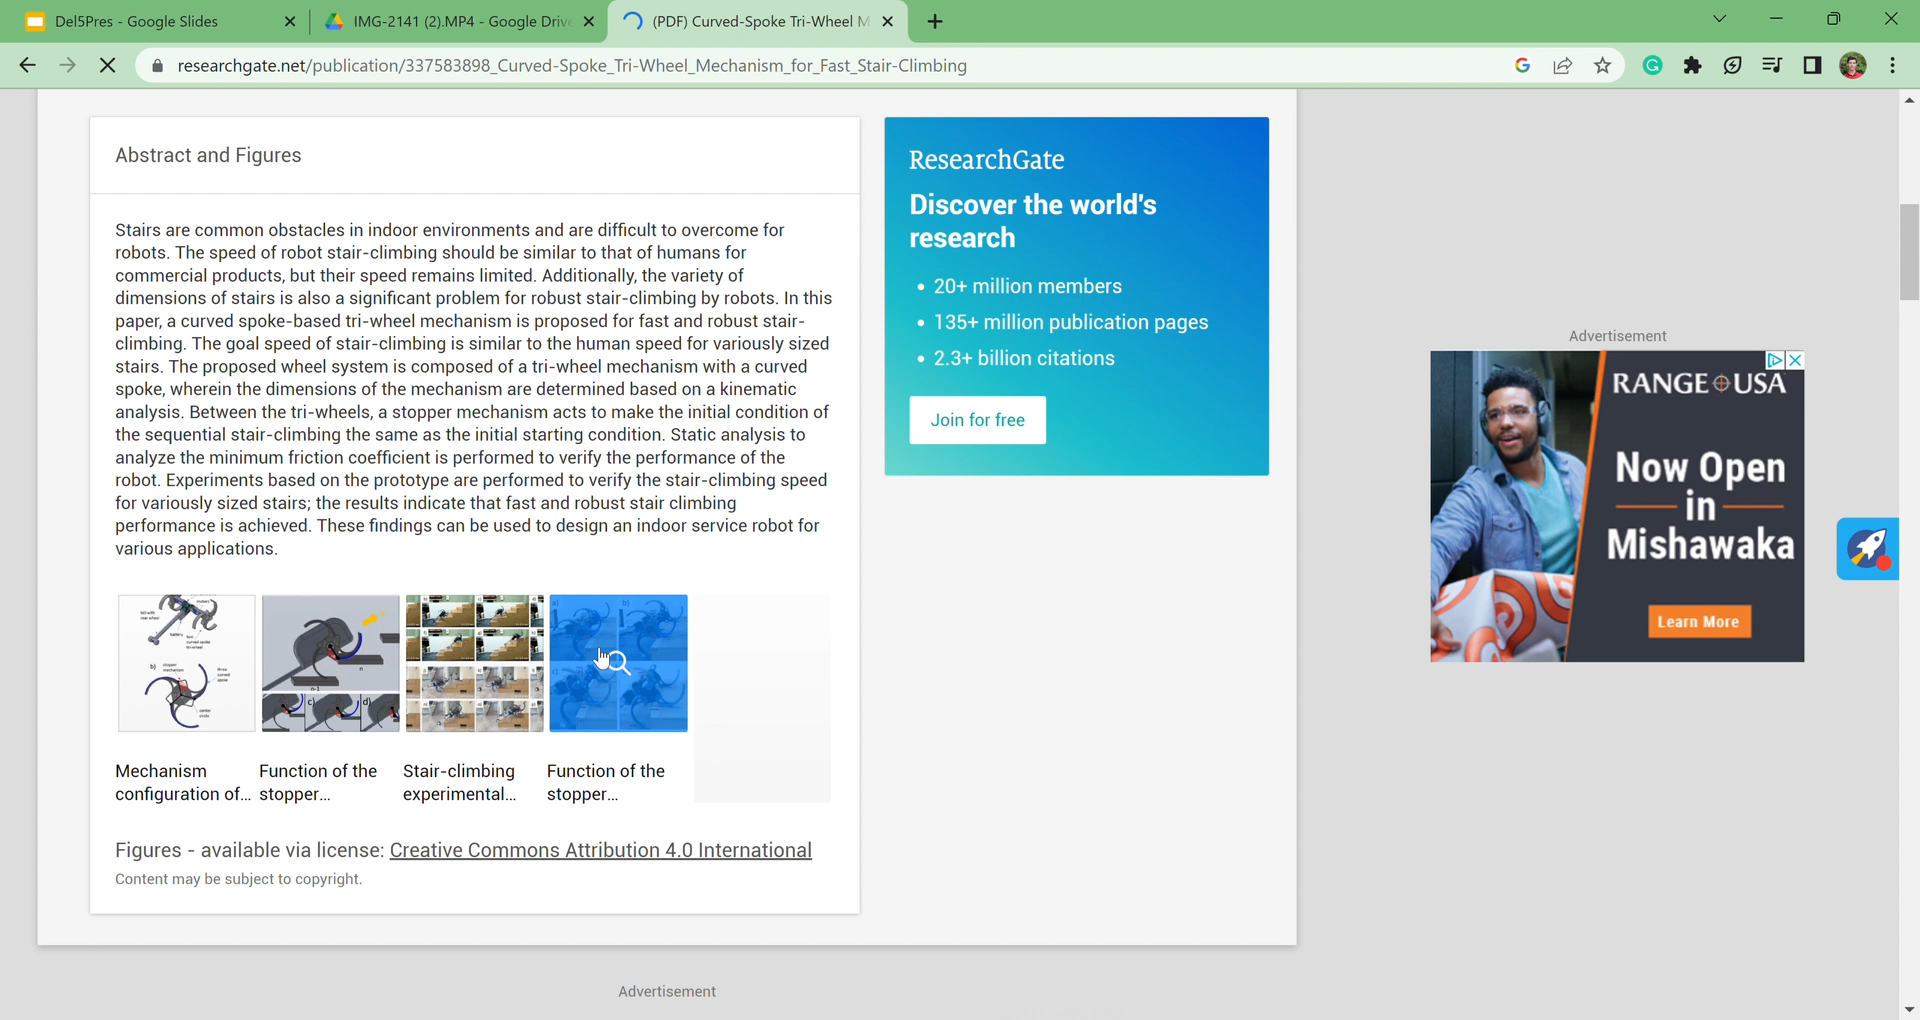 Del5Pres - Google Slides
IMG-2141 (2).MP4 - Google Drive
(PDF) Curved-Spoke Tri-Wheel M
researchgate.net/publication/337583898_Curved-Spoke_Tri-Wheel_Mechanism_for_Fast_Stair-Climbing
Abstract and Figures
Stairs are common obstacles in indoor environments and are difficult to overcome for
robots. The speed of robot stair-climbing should be similar to that of humans for
commercial products, but their speed remains limited. Additionally, the variety of
dimensions of stairs is also a significant problem for robust stair-climbing by robots. In this
paper, a curved spoke-based tri-wheel mechanism is proposed for fast and robust stair-
climbing. The goal speed of stair-climbing is similar to the human speed for variously sized
stairs. The proposed wheel system is composed of a tri-wheel mechanism with a curved
spoke, wherein the dimensions of the mechanism are determined based on a kinematic
analysis. Between the tri-wheels, a stopper mechanism acts to make the initial condition of
the sequential stair-climbing the same as the initial starting condition. Static analysis to
analyze the minimum friction coefficient is performed to verify the performance of the
robot. Experiments based on the prototype are performed to verify the stair-climbing speed
for variously sized stairs; the results indicate that fast and robust stair climbing
performance is achieved. These findings can be used to design an indoor service robot for
various applications.
b)
stopper
mechanism
center
circle
n
n-1
c)
d)
Mechanism
configuration of...
Function of the
stopper...
Stair-climbing
experimental...
Function of the
stopper...
Figures - available via license: Creative Commons Attribution 4.0 International
Content may be subject to copyright.
ResearchGate
Discover the world's
research
• 20+ million members
• 135+ million publication pages
• 2.3+ billion citations
Join for free
Advertisement
RANGE USA
Now Open
in
Mishawaka
Learn More
Advertisement